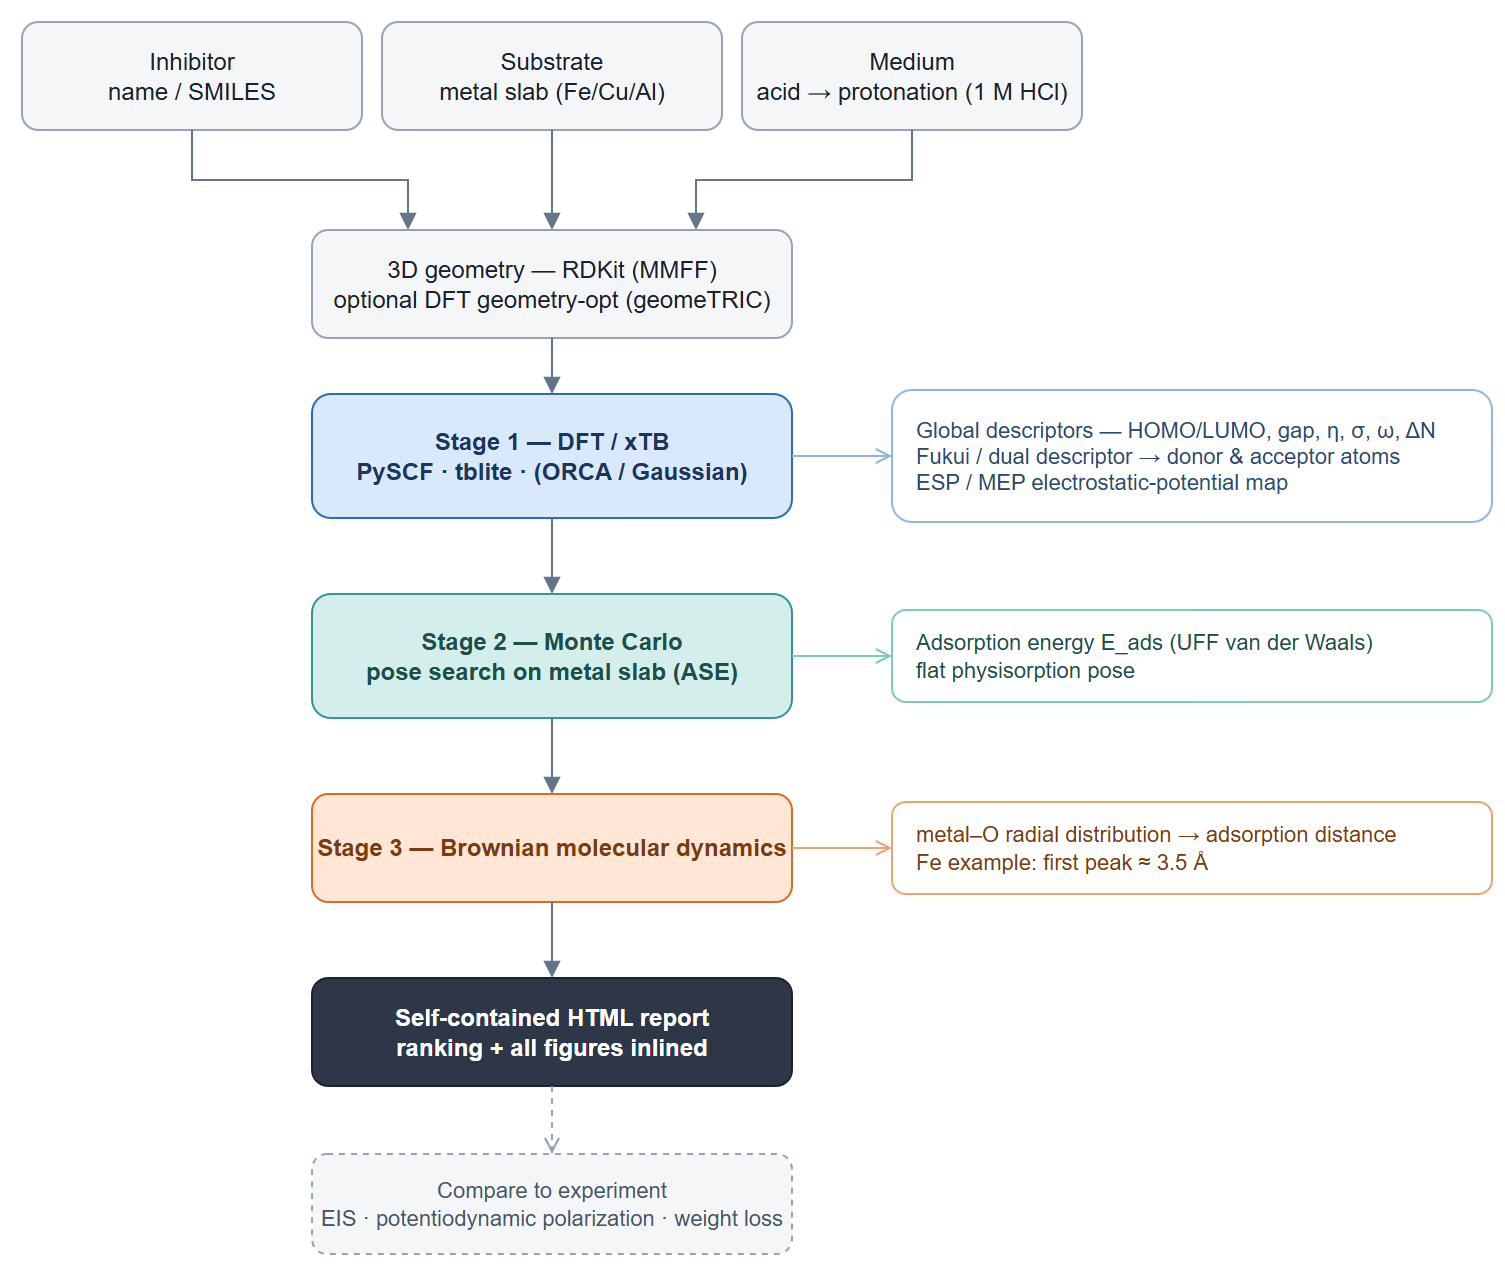 Inhibitor
name / SMILES
Substrate
metal slab (Fe/Cu/Al)
Medium
acid → protonation (1 M HCl)
3D geometry — RDKit (MMFF)
optional DFT geometry-opt (geomeTRIC)
Stage 1 — DFT / xTB
PySCF · tblite · (ORCA / Gaussian)
Global descriptors — HOMO/LUMO, gap, η, σ, ω, ΔN
Fukui / dual descriptor → donor & acceptor atoms
ESP / MEP electrostatic-potential map
Stage 2 — Monte Carlo
pose search on metal slab (ASE)
Adsorption energy E_ads (UFF van der Waals)
flat physisorption pose
Stage 3 — Brownian molecular dynamics
metal–O radial distribution → adsorption distance
Fe example: first peak ≈ 3.5 Å
Self-contained HTML report
ranking + all figures inlined
Compare to experiment
EIS · potentiodynamic polarization · weight loss